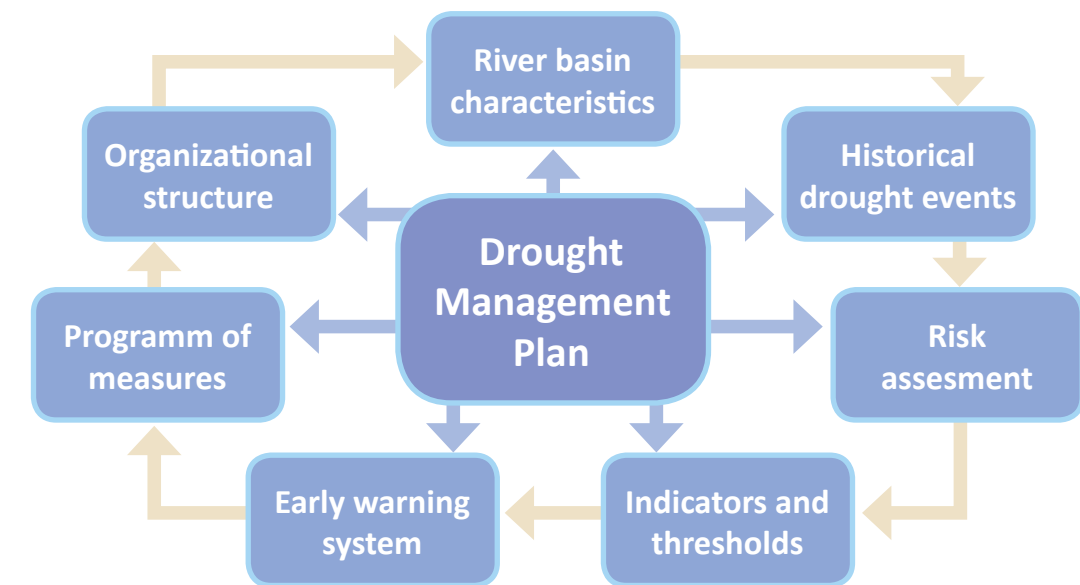 River basin
characteristics
Organizational
structure
Historical
drought events
Drought
Management
Plan
Programm of
measures
Risk
assesment
Early warning
system
Indicators and
thresholds